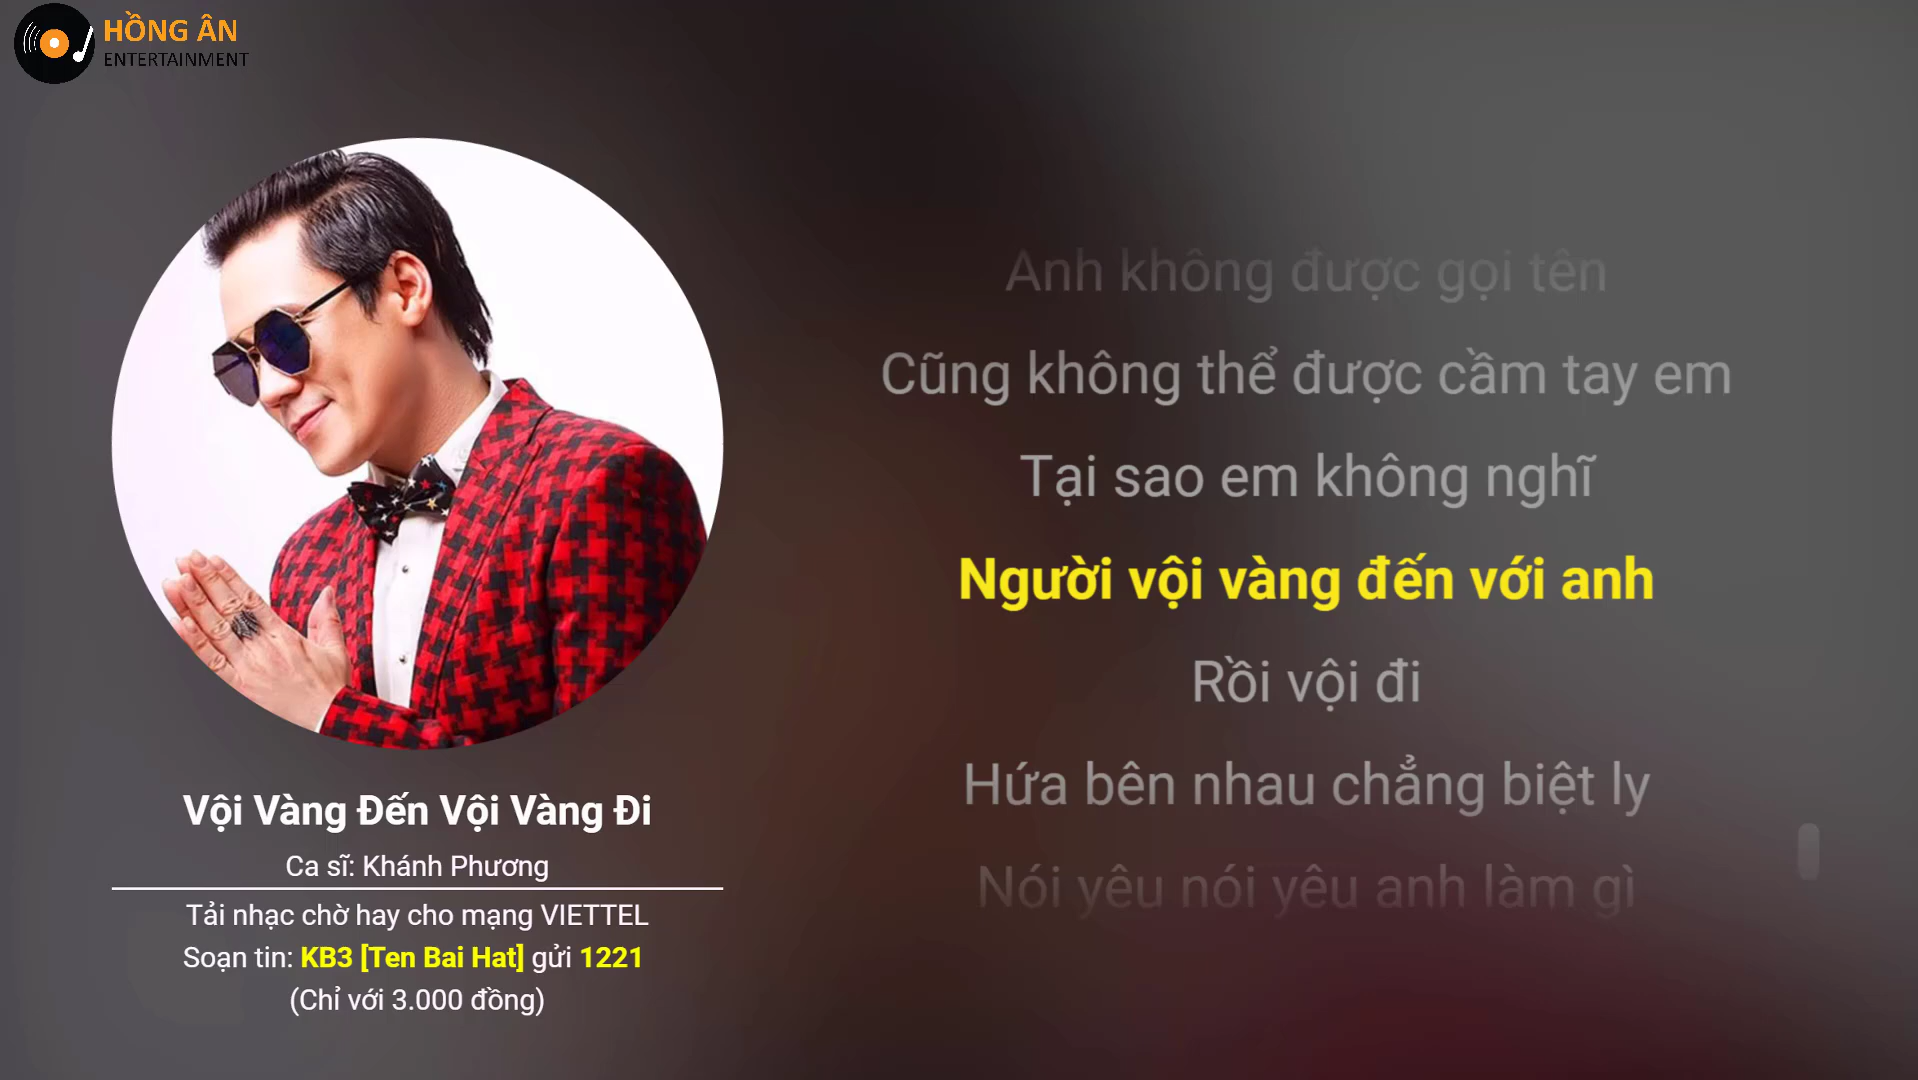 HỒNG ÂN
ENTERTAINMENT
Vội Vàng Đến Vội Vàng Đi
Ca sĩ: Khánh Phương
Tải nhạc chờ hay cho mạng VIETTEL
Soạn tin: KB3 [Ten Bai Hat] gửi 1221
(Chỉ với 3.000 đồng)
Anh không được gọi tên
Cũng không thể được cầm tay em
Tại sao em không nghĩ
Người vội vàng đến với anh
Rồi vội đi
Hứa bên nhau chẳng biệt ly
Nói yêu nói yêu anh làm gì